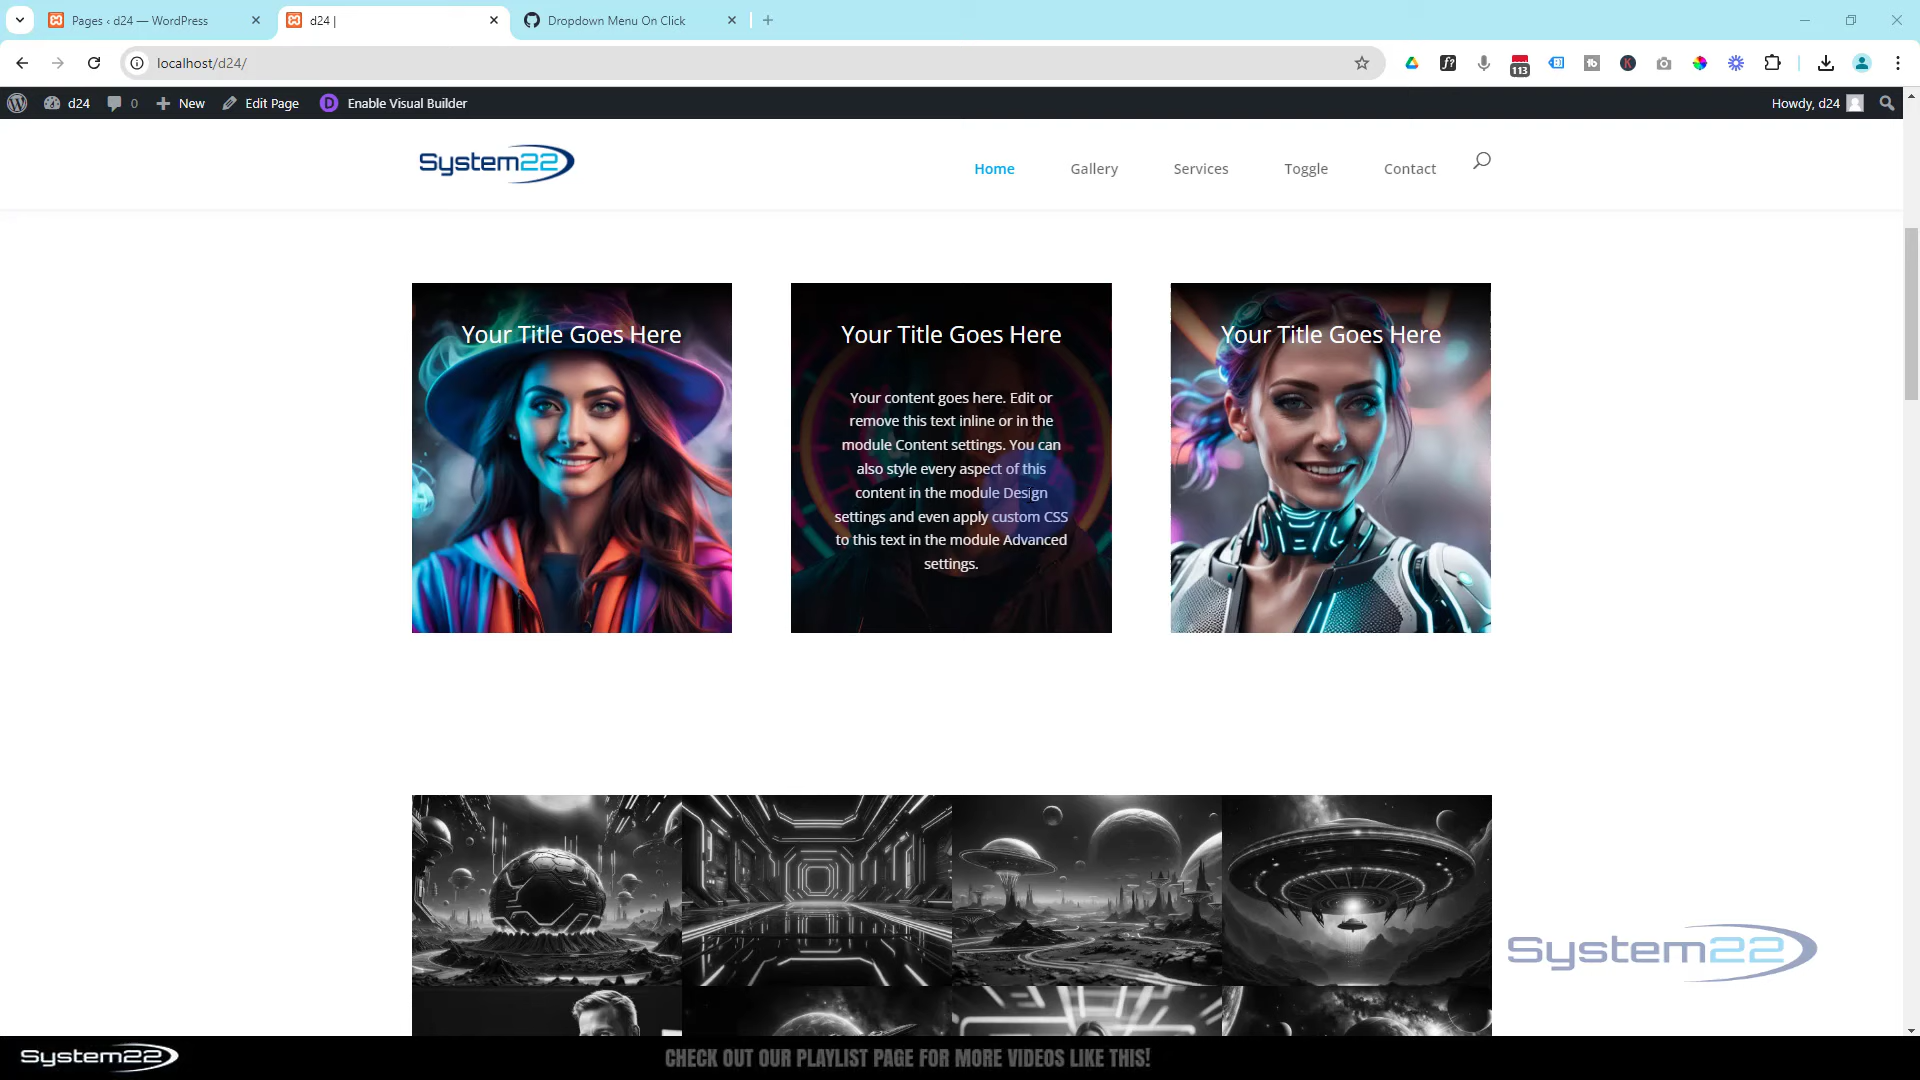 Pages ‹ d24 — WordPress
d24 |
Dropdown Menu On Click
localhost/d24/
f?
113
tb
K
d24
0
New
Edit Page
D
Enable Visual Builder
Howdy, d24
System22
Home
Gallery
Services
Toggle
Contact
Your Title Goes Here
Your Title Goes Here
Your content goes here. Edit or
remove this text inline or in the
module Content settings. You can
also style every aspect of this
content in the module Design
settings and even apply custom CSS
to this text in the module Advanced
settings.
Your Title Goes Here
System22
System22
CHECK OUT OUR PLAYLIST PAGE FOR MORE VIDEOS LIKE THIS!